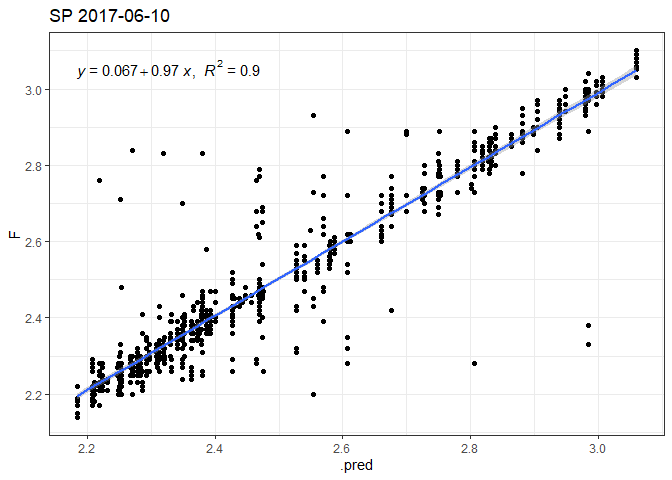 SP 2017-06-10
y = 0.067 + 0.97 x, R² = 0.9
3.0
2.8
2.6
2.4
2.2
F
2.2 2.4 2.6 2.8 3.0
.pred